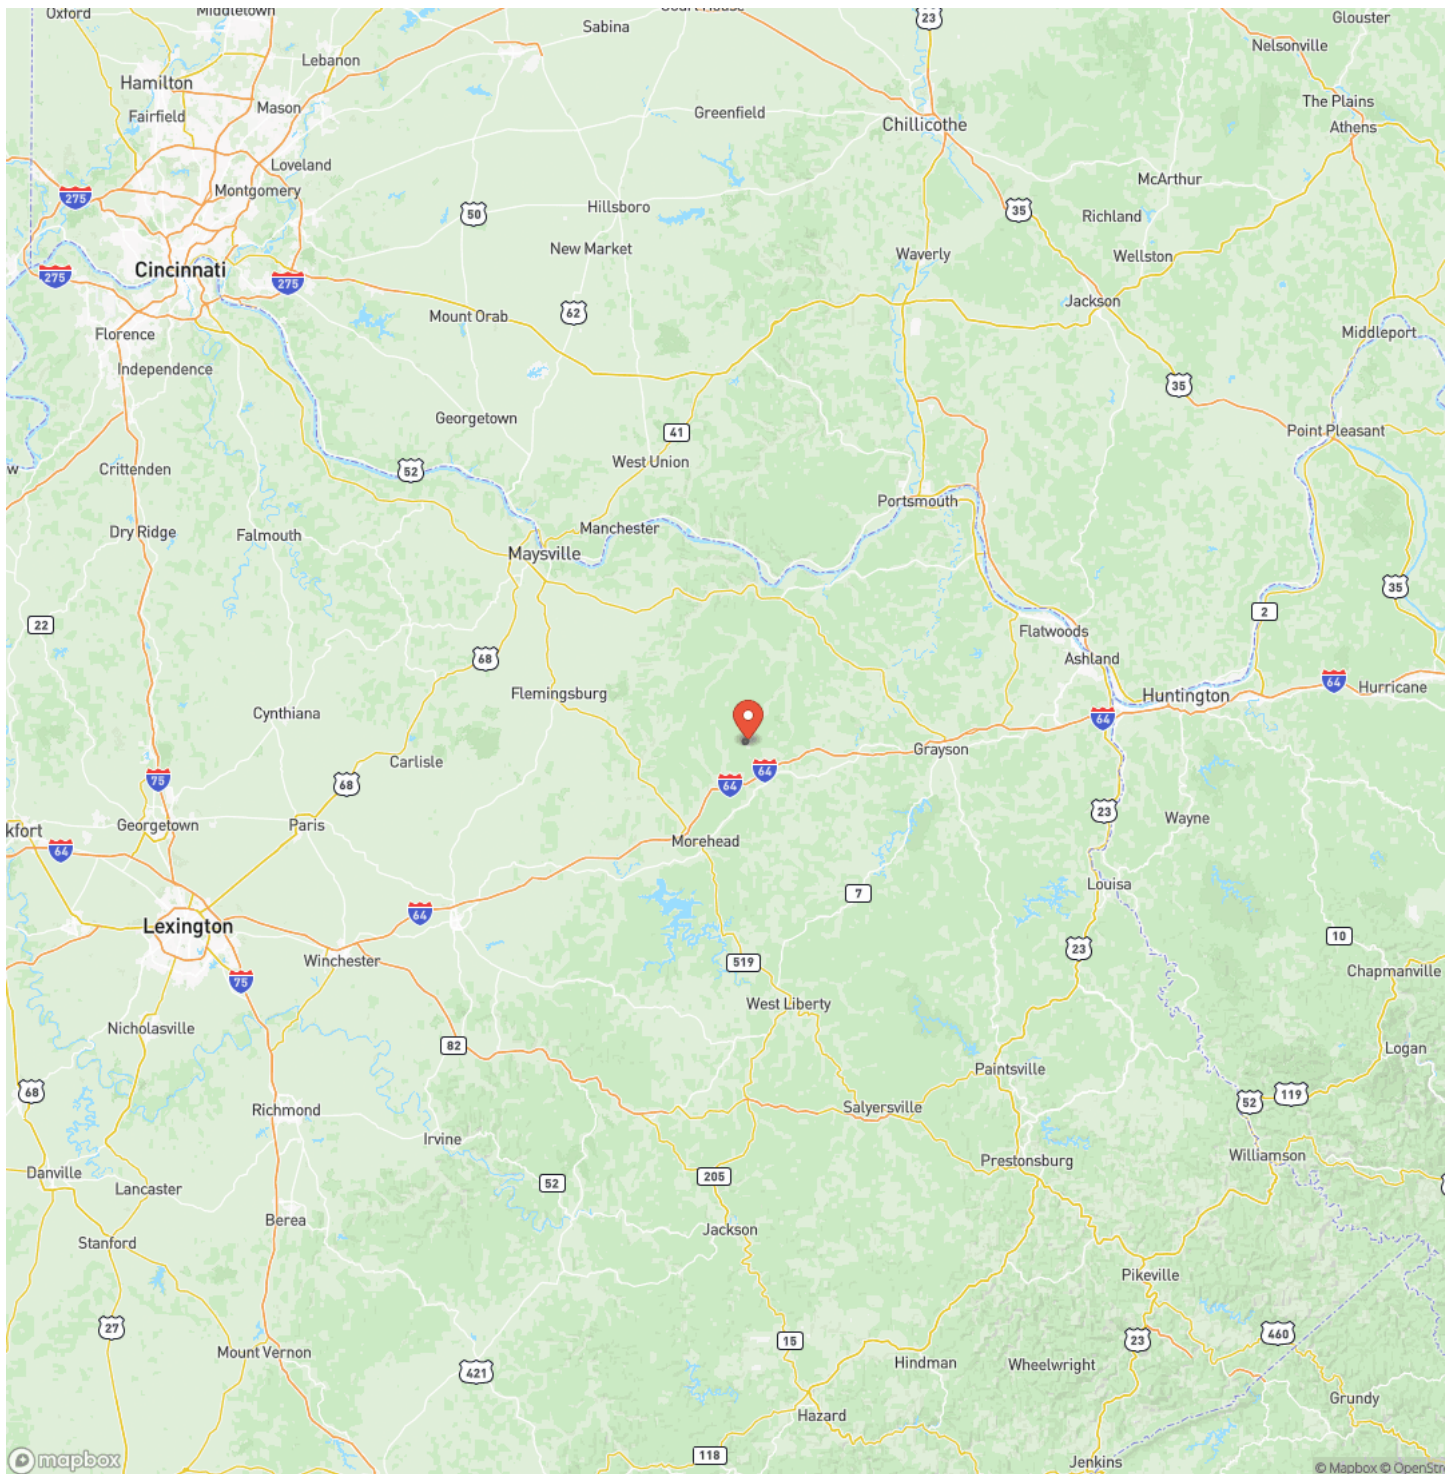 Oxford
Middletown
Sabina
Court House
23
Glouster
Nelsonville
Lebanon
Hamilton
Mason
Fairfield
Greenfield
Chillicothe
The Plains
Athens
Loveland
Montgomery
McArthur
275
50
Hillsboro
35
Richland
New Market
Waverly
Wellston
Cincinnati
275
275
62
Mount Orab
Jackson
Florence
Middleport
Independence
35
Georgetown
41
Point Pleasant
52
West Union
w
Crittenden
Portsmouth
Dry Ridge
Falmouth
Manchester
Maysville
35
22
2
Flatwoods
68
Ashland
64
Hurricane
Flemingsburg
Huntington
Cynthiana
64
Grayson
Carlisle
64
75
68
64
23
Wayne
Georgetown
Paris
kfort
64
Morehead
Louisa
7
64
Lexington
10
23
Winchester
519
Chapmanville
75
West Liberty
Nicholasville
82
Logan
Paintsville
68
119
52
Richmond
Salyersville
Irvine
Williamson
Prestonsburg
Danville
205
52
Lancaster
Berea
Jackson
Stanford
Pikeville
27
460
23
15
Mount Vernon
Hindman
Wheelwright
421
Grundy
Hazard
118
Jenkins
mapbox
© Mapbox © OpenStr